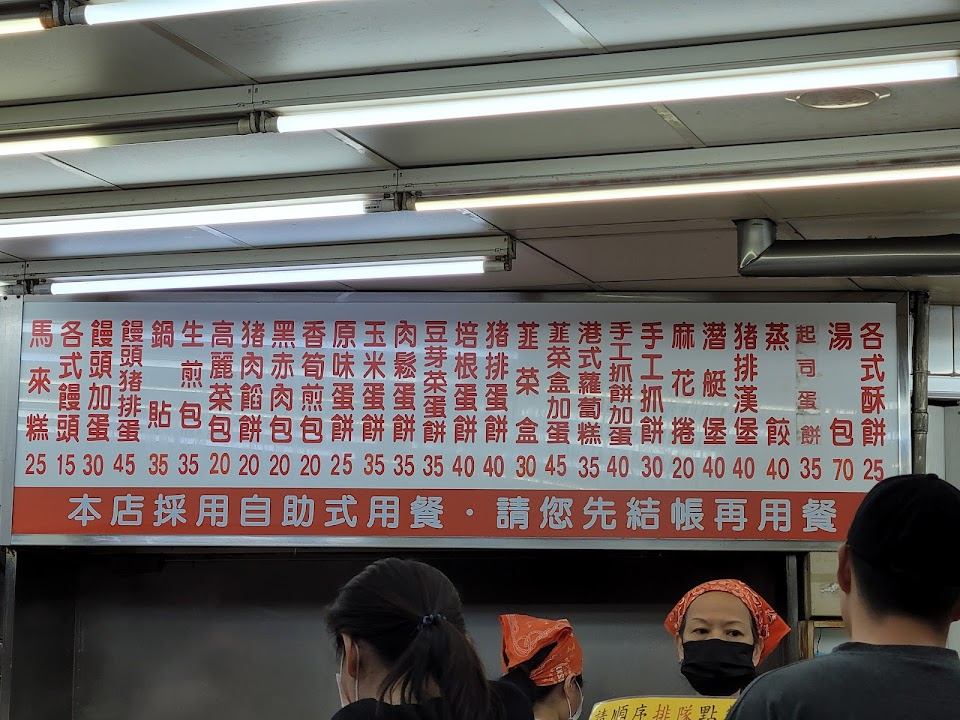 各式酥餅 25
湯包 70
起司蛋餅 35
蒸餃 40
豬排漢堡 40
潛艇堡 40
麻花捲 20
手工抓餅 30
手工抓餅加蛋 40
港式蘿蔔糕 35
韮菜盒加蛋 45
韮菜盒 30
豬排蛋餅 40
培根蛋餅 40
豆芽菜蛋餅 35
肉鬆蛋餅 35
玉米蛋餅 35
原味蛋餅 25
香筍煎包 20
黑赤肉包 20
豬肉餡餅 20
高麗菜包 20
生煎包 35
鍋貼 35
饅頭豬排蛋 45
饅頭加蛋 30
各式饅頭 15
馬來糕 25
本店採用自助式用餐·請您先結帳再用餐
請順序排隊點